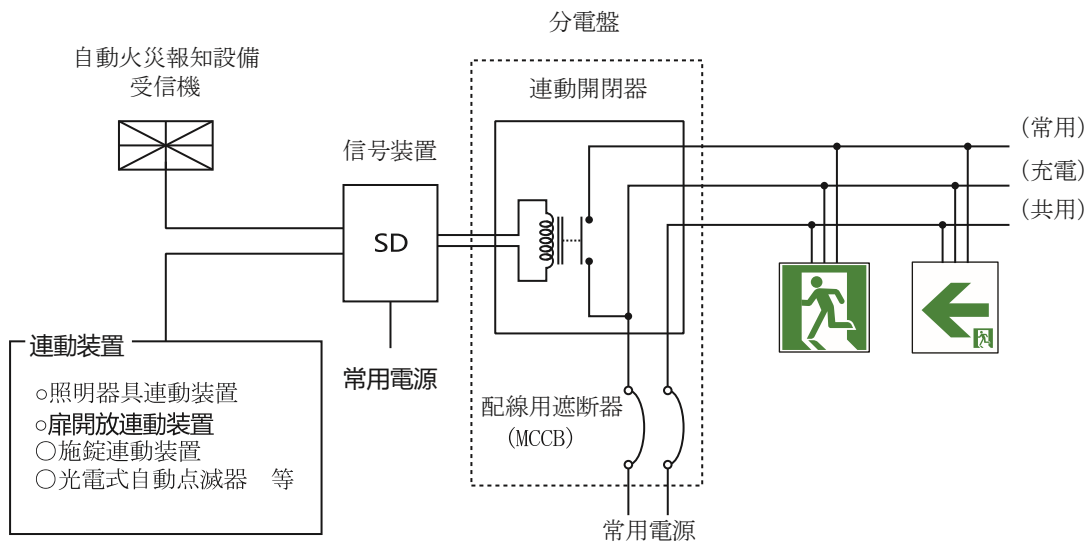 分電盤
自動火災報知設備
受信機
連動開閉器
(常用)
信号装置
(充電)
(共用)
SD
連動装置
常用電源
○照明器具連動装置
○扉開放連動装置
○施錠連動装置
○光電式自動点滅器　等
配線用遮断器
(MCCB)
常用電源